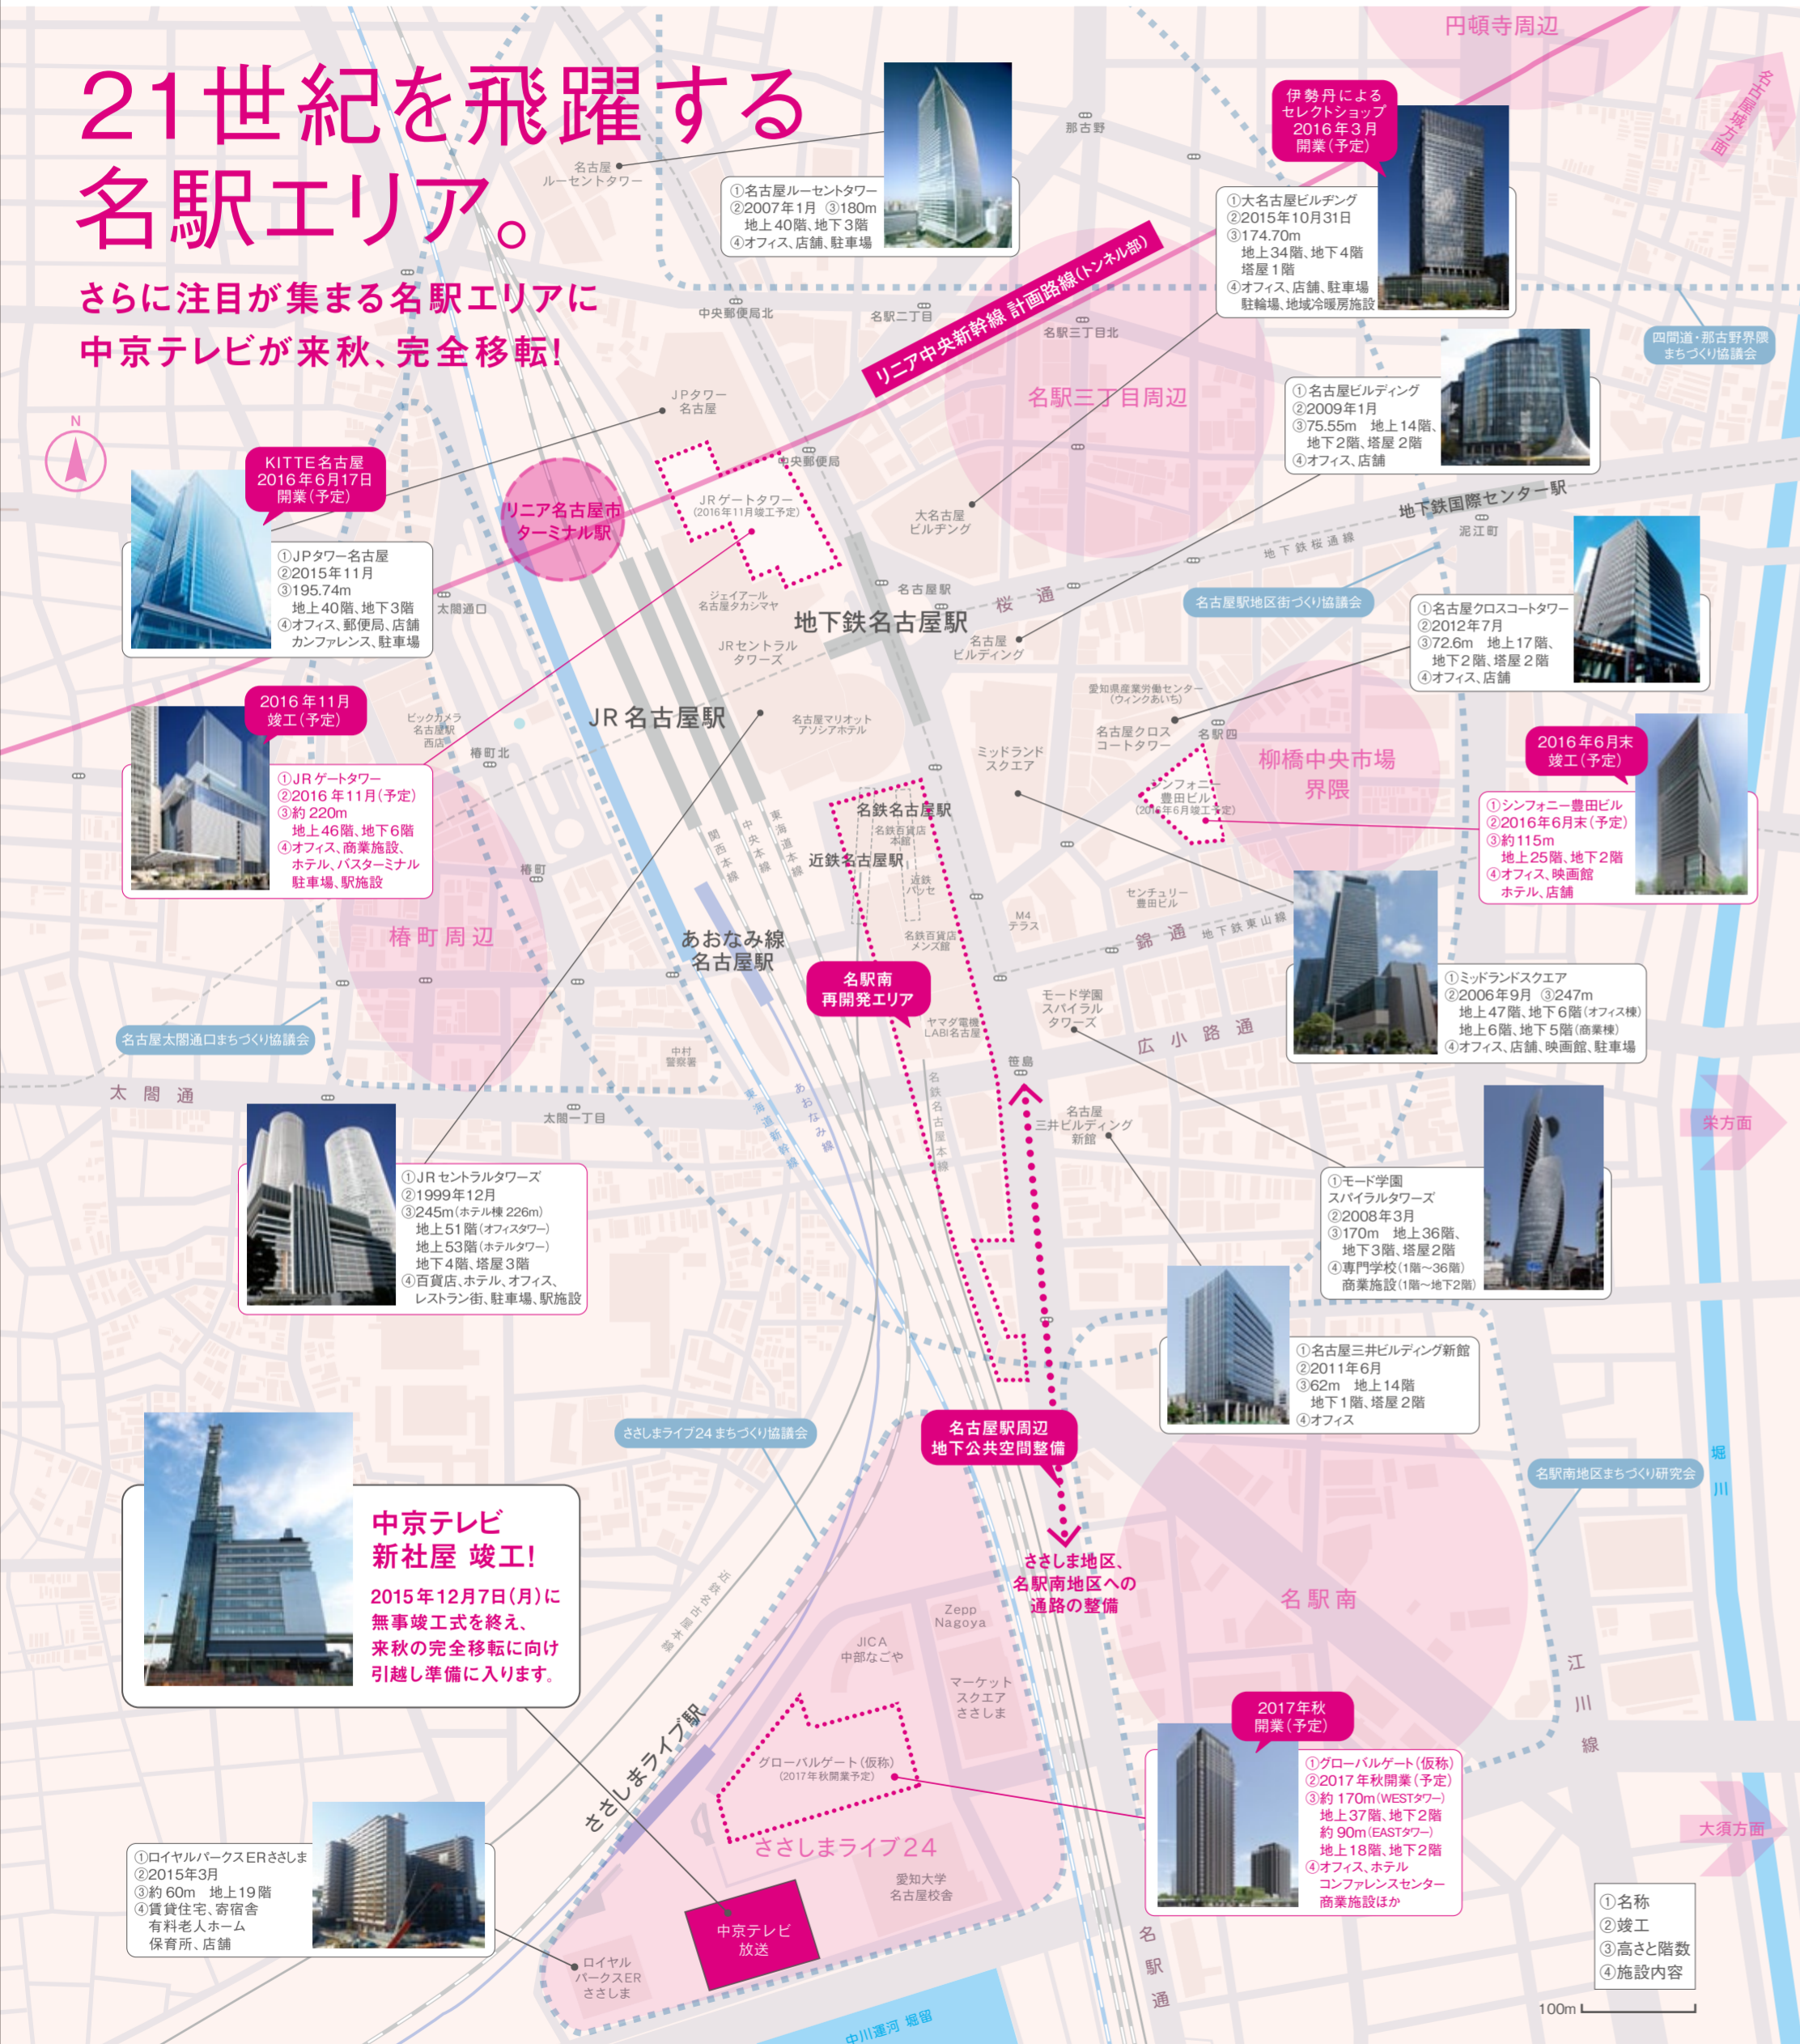 21世紀を飛躍する
名駅エリア。
さらに注目が集まる名駅エリアに
中京テレビが来秋、完全移転!
円頓寺周辺
名古屋城方面
名古屋
ルーセントタワー
①名古屋ルーセントタワー
②2007年1月 ③180m
地上40階、地下3階
④オフィス、店舗、駐車場
那古野
伊勢丹による
セレクトショップ
2016年3月
開業(予定)
①大名古屋ビルヂング
②2015年10月31日
③174.70m
地上34階、地下4階
塔屋1階
④オフィス、店舗、駐車場
駐輪場、地域冷暖房施設
中央郵便局北
名駅二丁目
名駅三丁目北
リニア中央新幹線 計画路線(トンネル部)
四間道・那古野界隈
まちづくり協議会
名駅三丁目周辺
①名古屋ビルディング
②2009年1月
③75.55m 地上14階、
地下2階、塔屋2階
④オフィス、店舗
N
JPタワー
名古屋
KITTE名古屋
2016年6月17日
開業(予定)
①JPタワー名古屋
②2015年11月
③195.74m
地上40階、地下3階
④オフィス、郵便局、店舗
カンファレンス、駐車場
リニア名古屋市
ターミナル駅
中央郵便局
JRゲートタワー
(2016年11月竣工予定)
大名古屋
ビルヂング
地下鉄国際センター駅
泥江町
地下鉄桜通線
太閤通口
ジェイアール
名古屋タカシマヤ
名古屋駅
桜通
地下鉄名古屋駅
名古屋
ビルディング
名古屋駅地区街づくり協議会
①名古屋クロスコートタワー
②2012年7月
③72.6m 地上17階、
地下2階、塔屋2階
④オフィス、店舗
JRセントラル
タワーズ
愛知県産業労働センター
(ウィンクあいち)
2016年11月
竣工(予定)
①JRゲートタワー
②2016年11月(予定)
③約220m
地上46階、地下6階
④オフィス、商業施設、
ホテル、バスターミナル
駐車場、駅施設
ビックカメラ
名古屋駅
西店
椿町北
JR名古屋駅
名古屋マリオット
アソシアホテル
ミッドランド
スクエア
名古屋クロス
コートタワー
名駅四
柳橋中央市場
界隈
2016年6月末
竣工(予定)
①シンフォニー豊田ビル
②2016年6月末(予定)
③約115m
地上25階、地下2階
④オフィス、映画館
ホテル、店舗
シンフォニー
豊田ビル
(2016年6月竣工予定)
関西本線
中央本線
東海道本線
名鉄名古屋駅
名鉄百貨店
本館
近鉄名古屋駅
近鉄
パッセ
名鉄百貨店
メンズ館
椿町
センチュリー
豊田ビル
M4
テラス
錦通
地下鉄東山線
椿町周辺
あおなみ線
名古屋駅
名駅南
再開発エリア
ヤマダ電機
LABI名古屋
モード学園
スパイラル
タワーズ
広小路通
①ミッドランドスクエア
②2006年9月 ③247m
地上47階、地下6階(オフィス棟)
地上6階、地下5階(商業棟)
④オフィス、店舗、映画館、駐車場
名古屋太閤通口まちづくり協議会
中村
警察署
太閤通
太閤一丁目
東海道新幹線
あおなみ線
名鉄名古屋本線
笹島
名古屋
三井ビルディング
新館
栄方面
①JRセントラルタワーズ
②1999年12月
③245m(ホテル棟226m)
地上51階(オフィスタワー)
地上53階(ホテルタワー)
地下4階、塔屋3階
④百貨店、ホテル、オフィス、
レストラン街、駐車場、駅施設
①モード学園
スパイラルタワーズ
②2008年3月
③170m 地上36階、
地下3階、塔屋2階
④専門学校(1階〜36階)
商業施設(1階〜地下2階)
①名古屋三井ビルディング新館
②2011年6月
③62m 地上14階
地下1階、塔屋2階
④オフィス
ささしまライブ24まちづくり協議会
名古屋駅周辺
地下公共空間整備
名駅南地区まちづくり研究会
堀川
中京テレビ
新社屋 竣工!
2015年12月7日(月)に
無事竣工式を終え、
来秋の完全移転に向け
引越し準備に入ります。
近鉄名古屋本線
ささしま地区、
名駅南地区への
通路の整備
名駅南
Zepp
Nagoya
JICA
中部なごや
マーケット
スクエア
ささしま
江川線
ささしまライブ駅
グローバルゲート(仮称)
(2017年秋開業予定)
2017年秋
開業(予定)
①グローバルゲート(仮称)
②2017年秋開業(予定)
③約170m(WESTタワー)
地上37階、地下2階
約90m(EASTタワー)
地上18階、地下2階
④オフィス、ホテル
コンファレンスセンター
商業施設ほか
大須方面
ささしまライブ24
愛知大学
名古屋校舎
①ロイヤルパークスERささしま
②2015年3月
③約60m 地上19階
④賃貸住宅、寄宿舎
有料老人ホーム
保育所、店舗
中京テレビ
放送
ロイヤル
パークスER
ささしま
名駅通
中川運河 堀留
①名称
②竣工
③高さと階数
④施設内容
100m